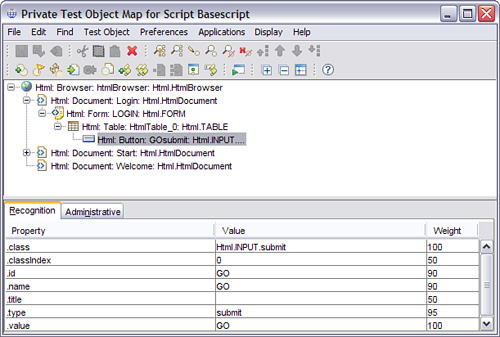 Private Test Object Map for Script Basescript
File Edit Find Test Object Preferences Applications Display Help
Html: Browser: htmlBrowser: Html.HtmlBrowser
Html: Document: Login: Html.HtmlDocument
Html: Form: LOGIN: Html.FORM
Html: Table: HtmlTable_0: Html.TABLE
Html: Button: GOsubmit: Html.INPUT....
Html: Document: Start: Html.HtmlDocument
Html: Document: Welcome: Html.HtmlDocument
Recognition Administrative
Property Value Weight
.class Html.INPUT.submit 100
.classIndex 0 50
.id GO 90
.name GO 90
.title 50
.type submit 95
.value GO 100